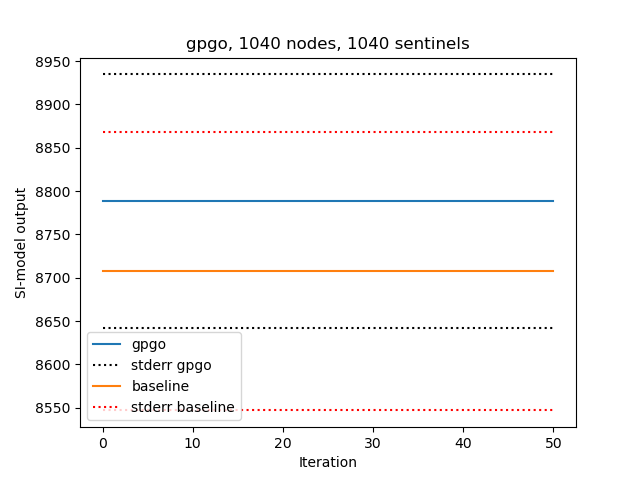 gpgo, 1040 nodes, 1040 sentinels
8950
8900
8850
8800
8750
8700
8650
8600
8550
SI-model output
gpgo
stderr gpgo
baseline
stderr baseline
0 10 20 30 40 50
Iteration